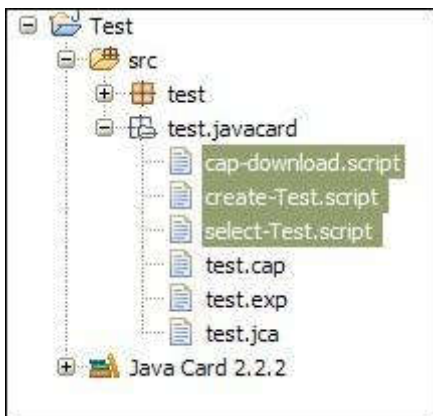 Test
src
test
test.javacard
cap-download.script
create-Test.script
select-Test.script
test.cap
test.exp
test.jca
Java Card 2.2.2